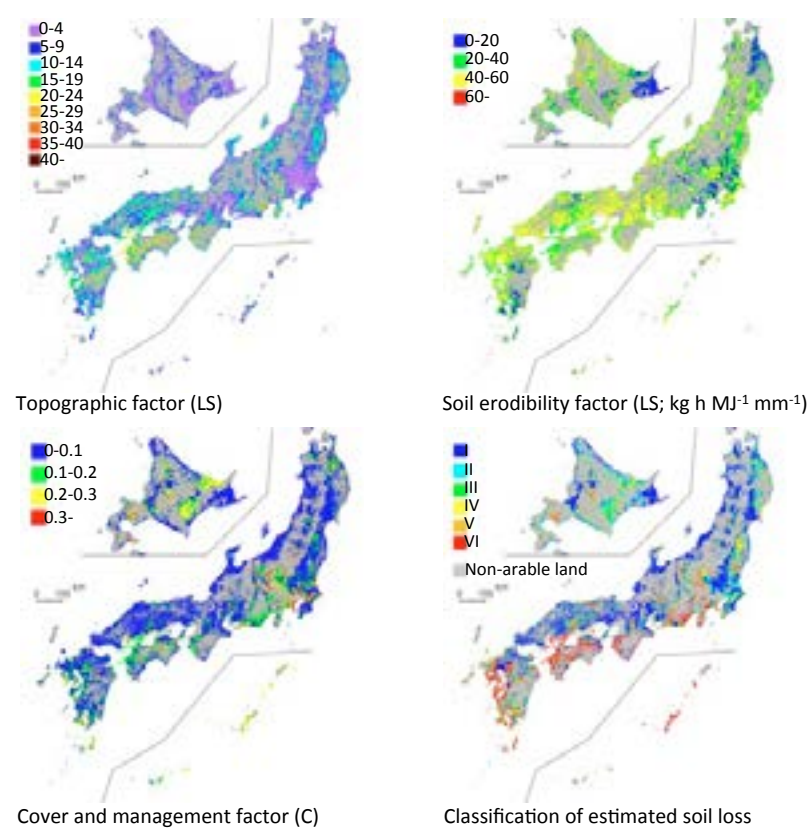 0-4
5-9
10-14
15-19
20-24
25-29
30-34
35-40
40-
Topographic factor (LS)
0-20
20-40
40-60
60-
Soil erodibility factor (LS; kg h MJ⁻¹ mm⁻¹)
0-0.1
0.1-0.2
0.2-0.3
0.3-
Cover and management factor (C)
I
II
III
IV
V
VI
Non-arable land
Classification of estimated soil loss